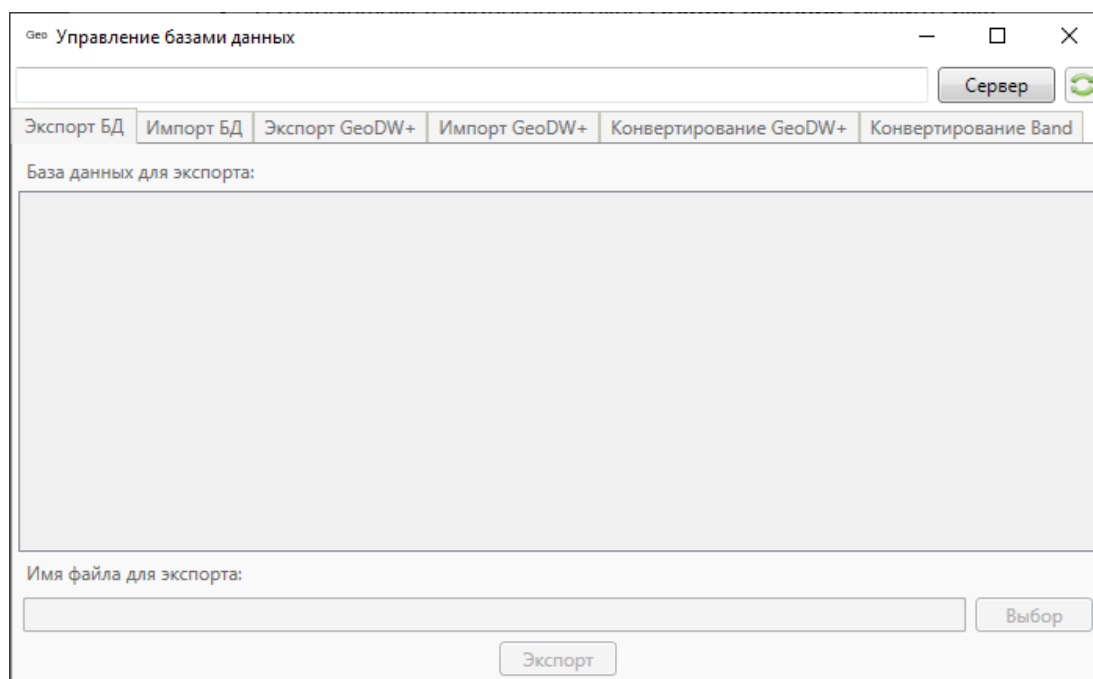 Geo Управление базами данных
Сервер
Экспорт БД Импорт БД Экспорт GeoDW+ Импорт GeoDW+ Конвертирование GeoDW+ Конвертирование Band
База данных для экспорта:
Имя файла для экспорта:
Выбор
Экспорт